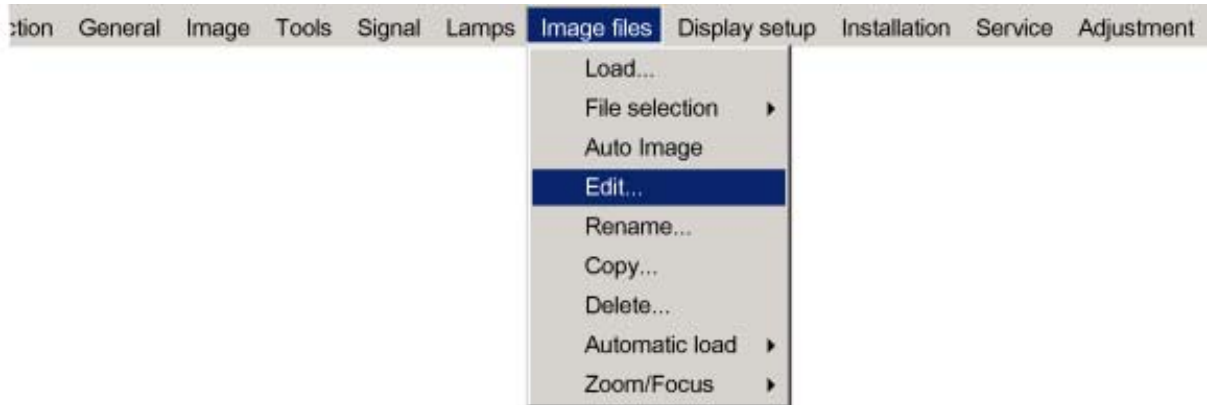 ction General Image Tools Signal Lamps Image files Display setup Installation Service Adjustment
Load...
File selection
Auto Image
Edit...
Rename...
Copy...
Delete...
Automatic load
Zoom/Focus